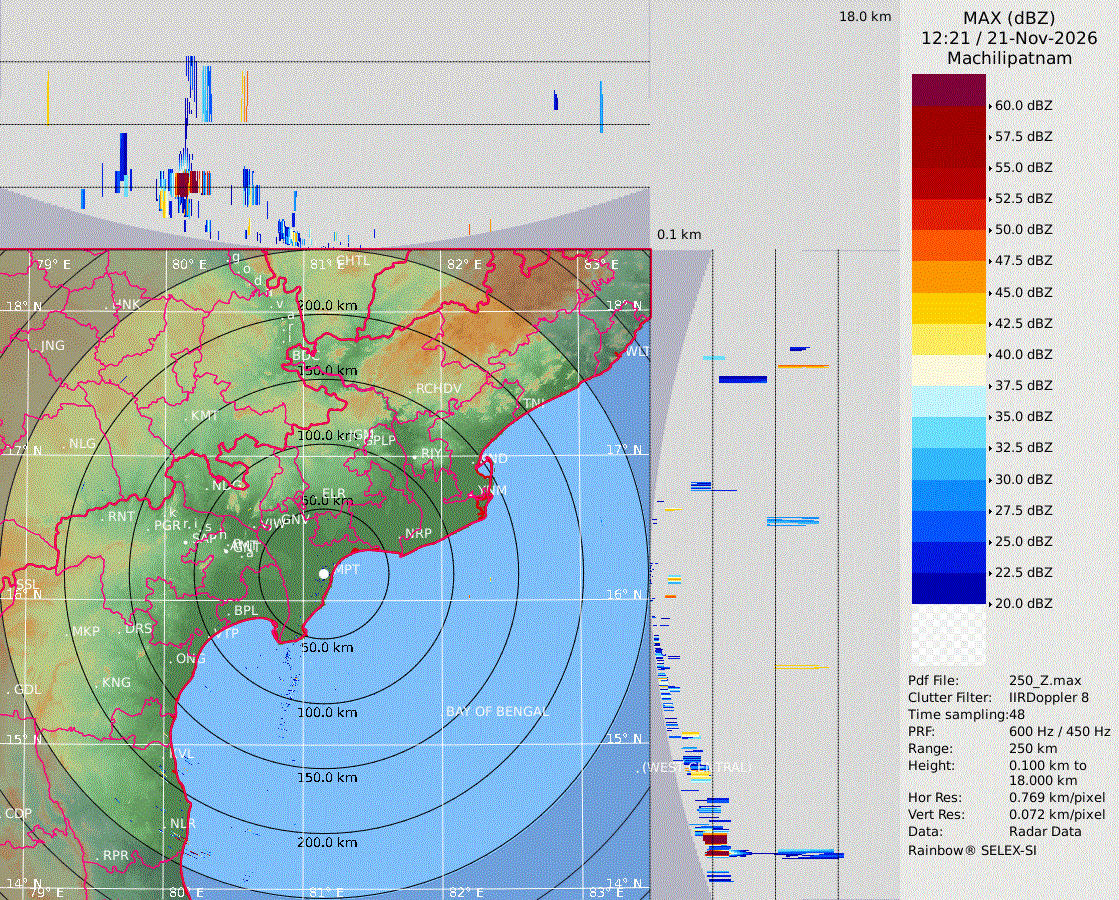 18.0 km
0.1 km
MAX (dBZ)
12:21 / 21-Nov-2026
Machilipatnam
60.0 dBZ
57.5 dBZ
55.0 dBZ
52.5 dBZ
50.0 dBZ
47.5 dBZ
45.0 dBZ
42.5 dBZ
40.0 dBZ
37.5 dBZ
35.0 dBZ
32.5 dBZ
30.0 dBZ
27.5 dBZ
25.0 dBZ
22.5 dBZ
20.0 dBZ
Pdf File: 250_Z.max
Clutter Filter: IIRDoppler 8
Time sampling:48
PRF: 600 Hz / 450 Hz
Range: 250 km
Height: 0.100 km to
18.000 km
Hor Res: 0.769 km/pixel
Vert Res: 0.072 km/pixel
Data: Radar Data
Rainbow® SELEX-SI
79° E 80° E 81° E 82° E 83° E
CHTL
18° N HNK 200.0 km 18° N
JNG BDC WLT
150.0 km
RCHDV
KMT TNI
100.0 km
NLG GPLP
17° N RIY 17° N
ELR YNM
50.0 km
RNT
PGR VJW GNV
NRP
MPT
SSL
16° N 16° N
BPL
MKP DRS
50.0 km
ONG
KNG
GDL
100.0 km BAY OF BENGAL
15° N KVL 15° N
(WEST CENTRAL)
150.0 km
CDP NLR
200.0 km
RPR
14° N 14° N
79° E 80° E 81° E 82° E 83° E